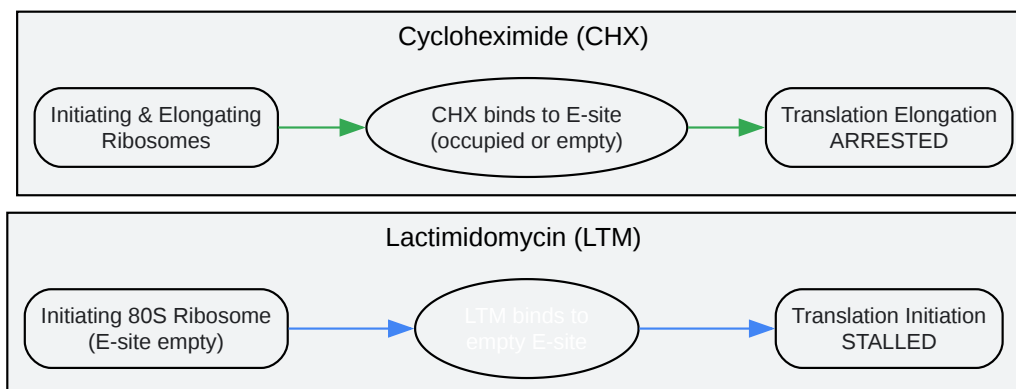 Cycloheximide (CHX)
Initiating & Elongating
Ribosomes
CHX binds to E-site
(occupied or empty)
Translation Elongation
ARRESTED
Lactimidomycin (LTM)
Initiating 80S Ribosome
(E-site empty)
LTM binds to
empty E-site
Translation Initiation
STALLED